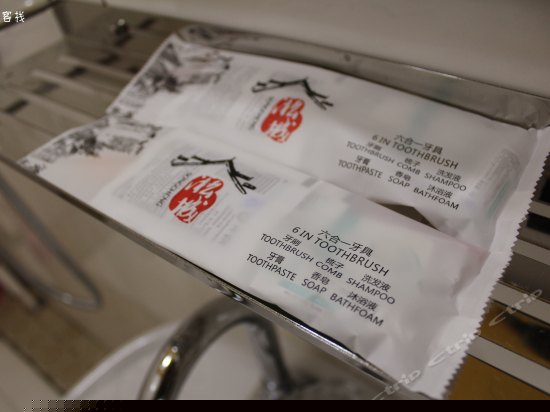 客栈
六合一牙具
6 IN TOOTHBRUSH
牙刷 梳子 洗发液
TOOTHBRUSH COMB SHAMPOO
牙膏 香皂 沐浴液
TOOTHPASTE SOAP BATHFOAM
六合一牙具
6 IN TOOTHBRUSH
牙刷 梳子 洗发液
TOOTHBRUSH COMB SHAMPOO
牙膏 香皂 沐浴液
TOOTHPASTE SOAP BATHFOAM
Ctrip Ctrip Ctrip